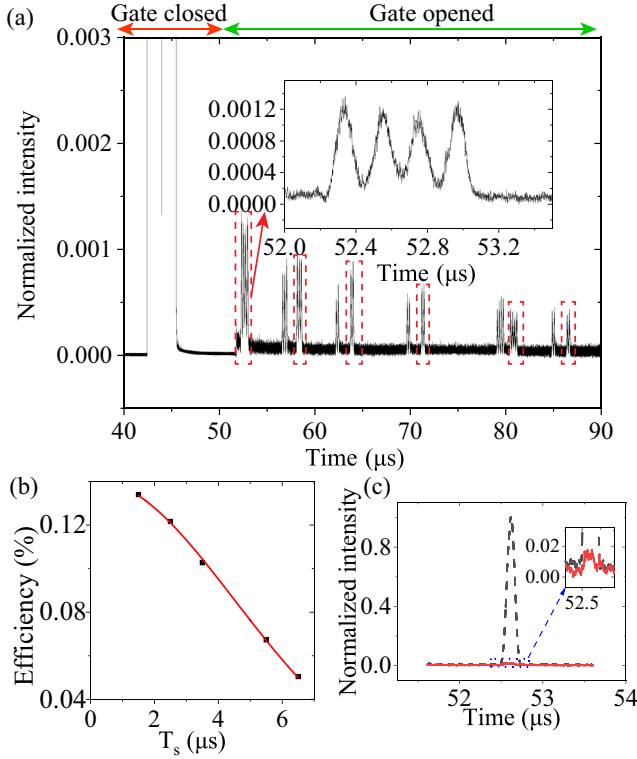 (a)
Gate closed
Gate opened
Normalized intensity
0.003
0.002
0.001
0.000
40
50
60
70
80
90
Time (μs)
0.0012
0.0008
0.0004
0.0000
52.0
52.4
52.8
53.2
Time (μs)
(b)
Efficiency (%)
0.12
0.08
0.04
0
2
4
6
Ts (μs)
(c)
Normalized intensity
0.8
0.4
0.0
52
53
54
Time (μs)
0.02
0.00
52.5